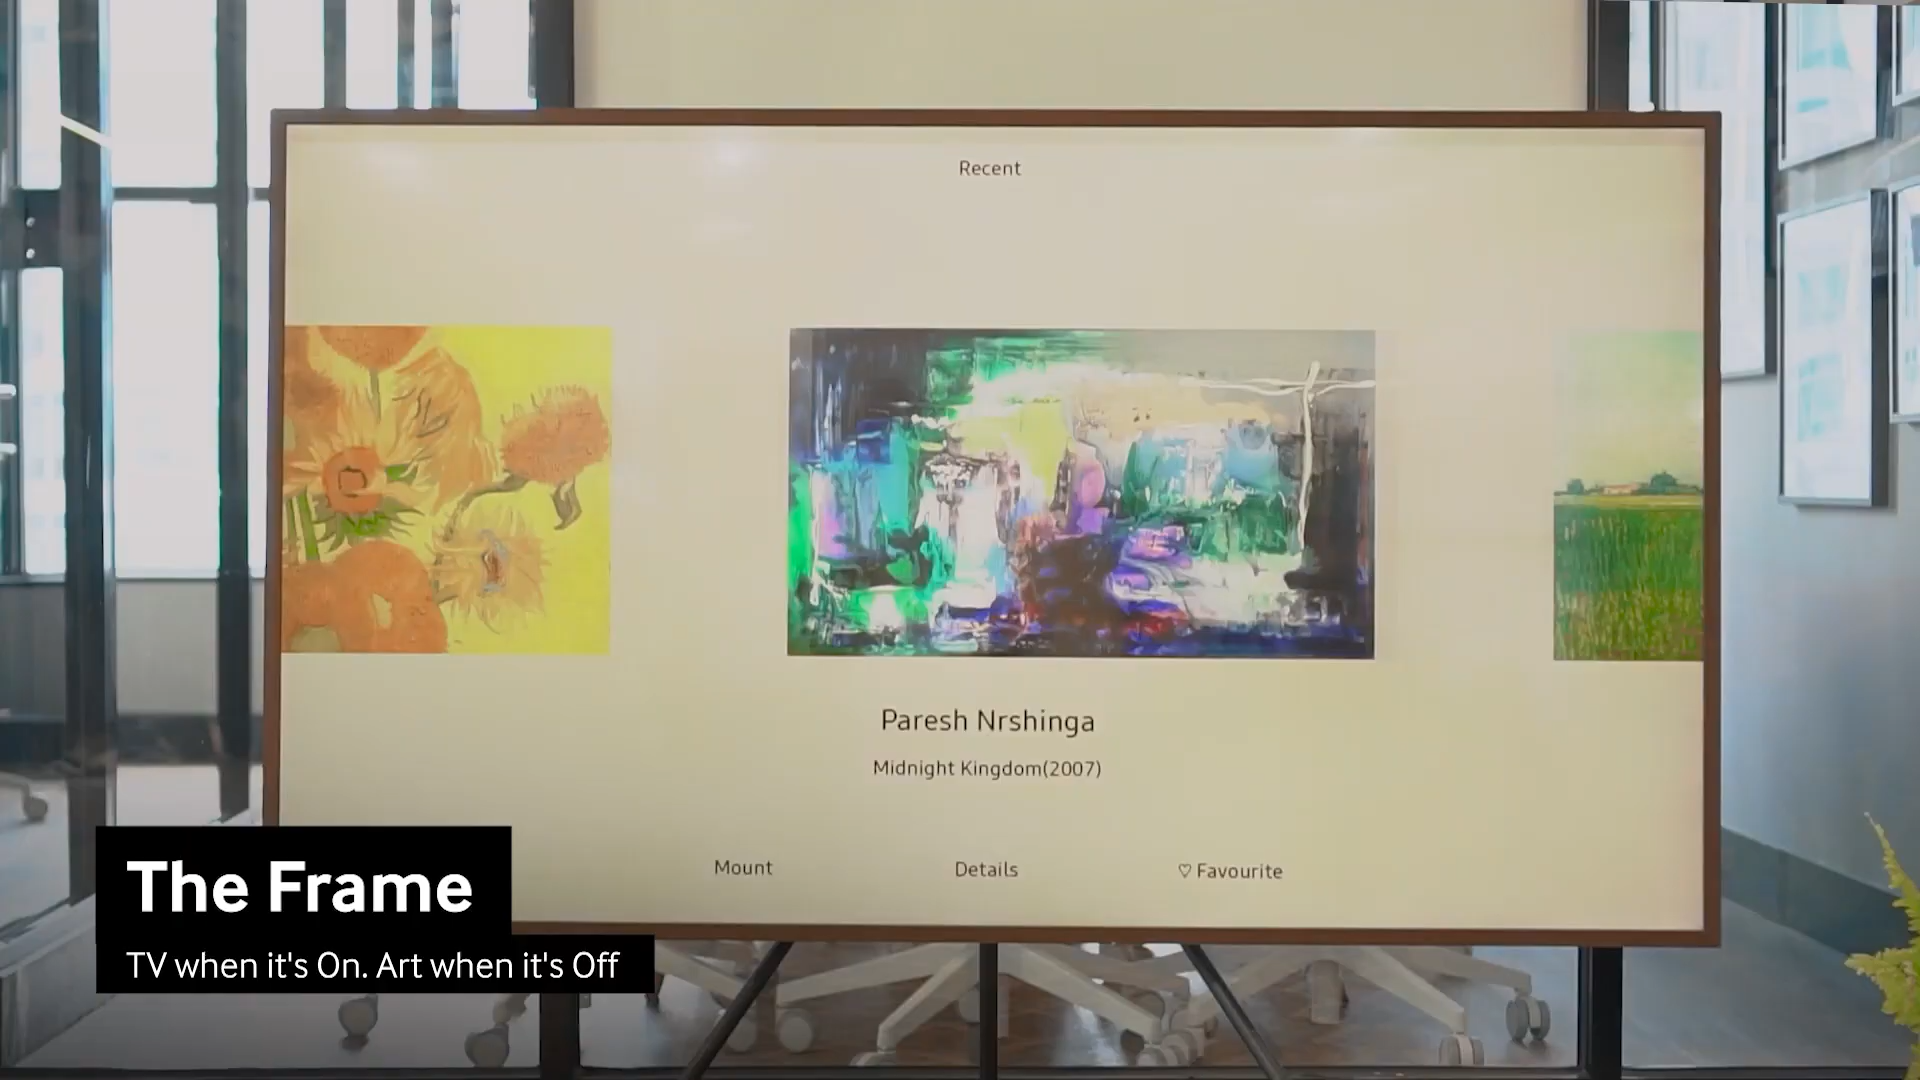 Recent
Paresh Nrshinga
Midnight Kingdom(2007)
Mount
Details
♡ Favourite
The Frame
TV when it's On. Art when it's Off